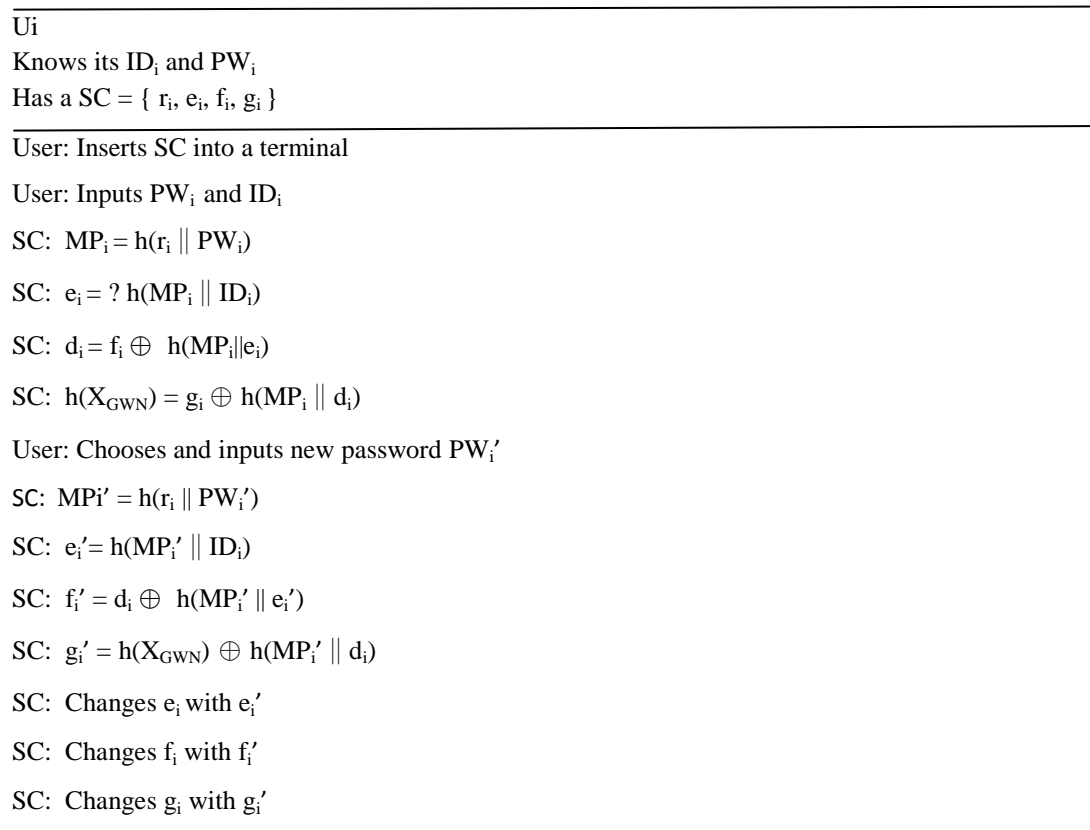 Ui
Knows its IDi and PWi
Has a SC = { ri, ei, fi, gi }
User: Inserts SC into a terminal
User: Inputs PWi and IDi
SC: MPi = h(ri || PWi)
SC: ei = ? h(MPi || IDi)
SC: di = fi ⊕ h(MPi||ei)
SC: h(XGWN) = gi ⊕ h(MPi || di)
User: Chooses and inputs new password PWi′
SC: MPi′ = h(ri || PWi′)
SC: ei′= h(MPi′ || IDi)
SC: fi′ = di ⊕ h(MPi′ || ei′)
SC: gi′ = h(XGWN) ⊕ h(MPi′ || di)
SC: Changes ei with ei′
SC: Changes fi with fi′
SC: Changes gi with gi′